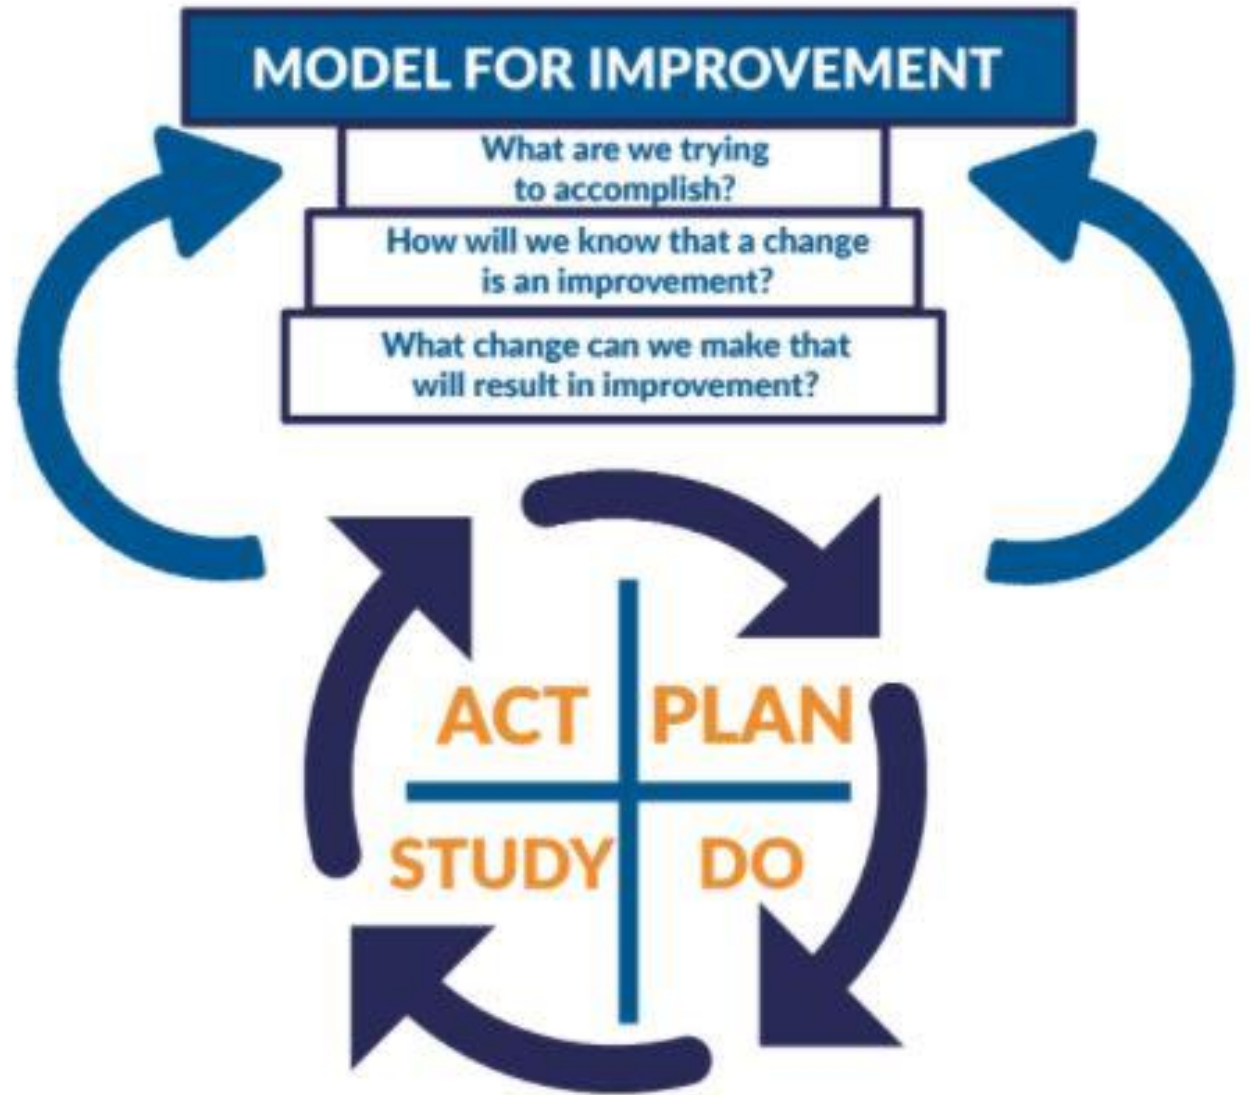 MODEL FOR IMPROVEMENT
What are we trying
to accomplish?
How will we know that a change
is an improvement?
What change can we make that
will result in improvement?
ACT PLAN
STUDY DO